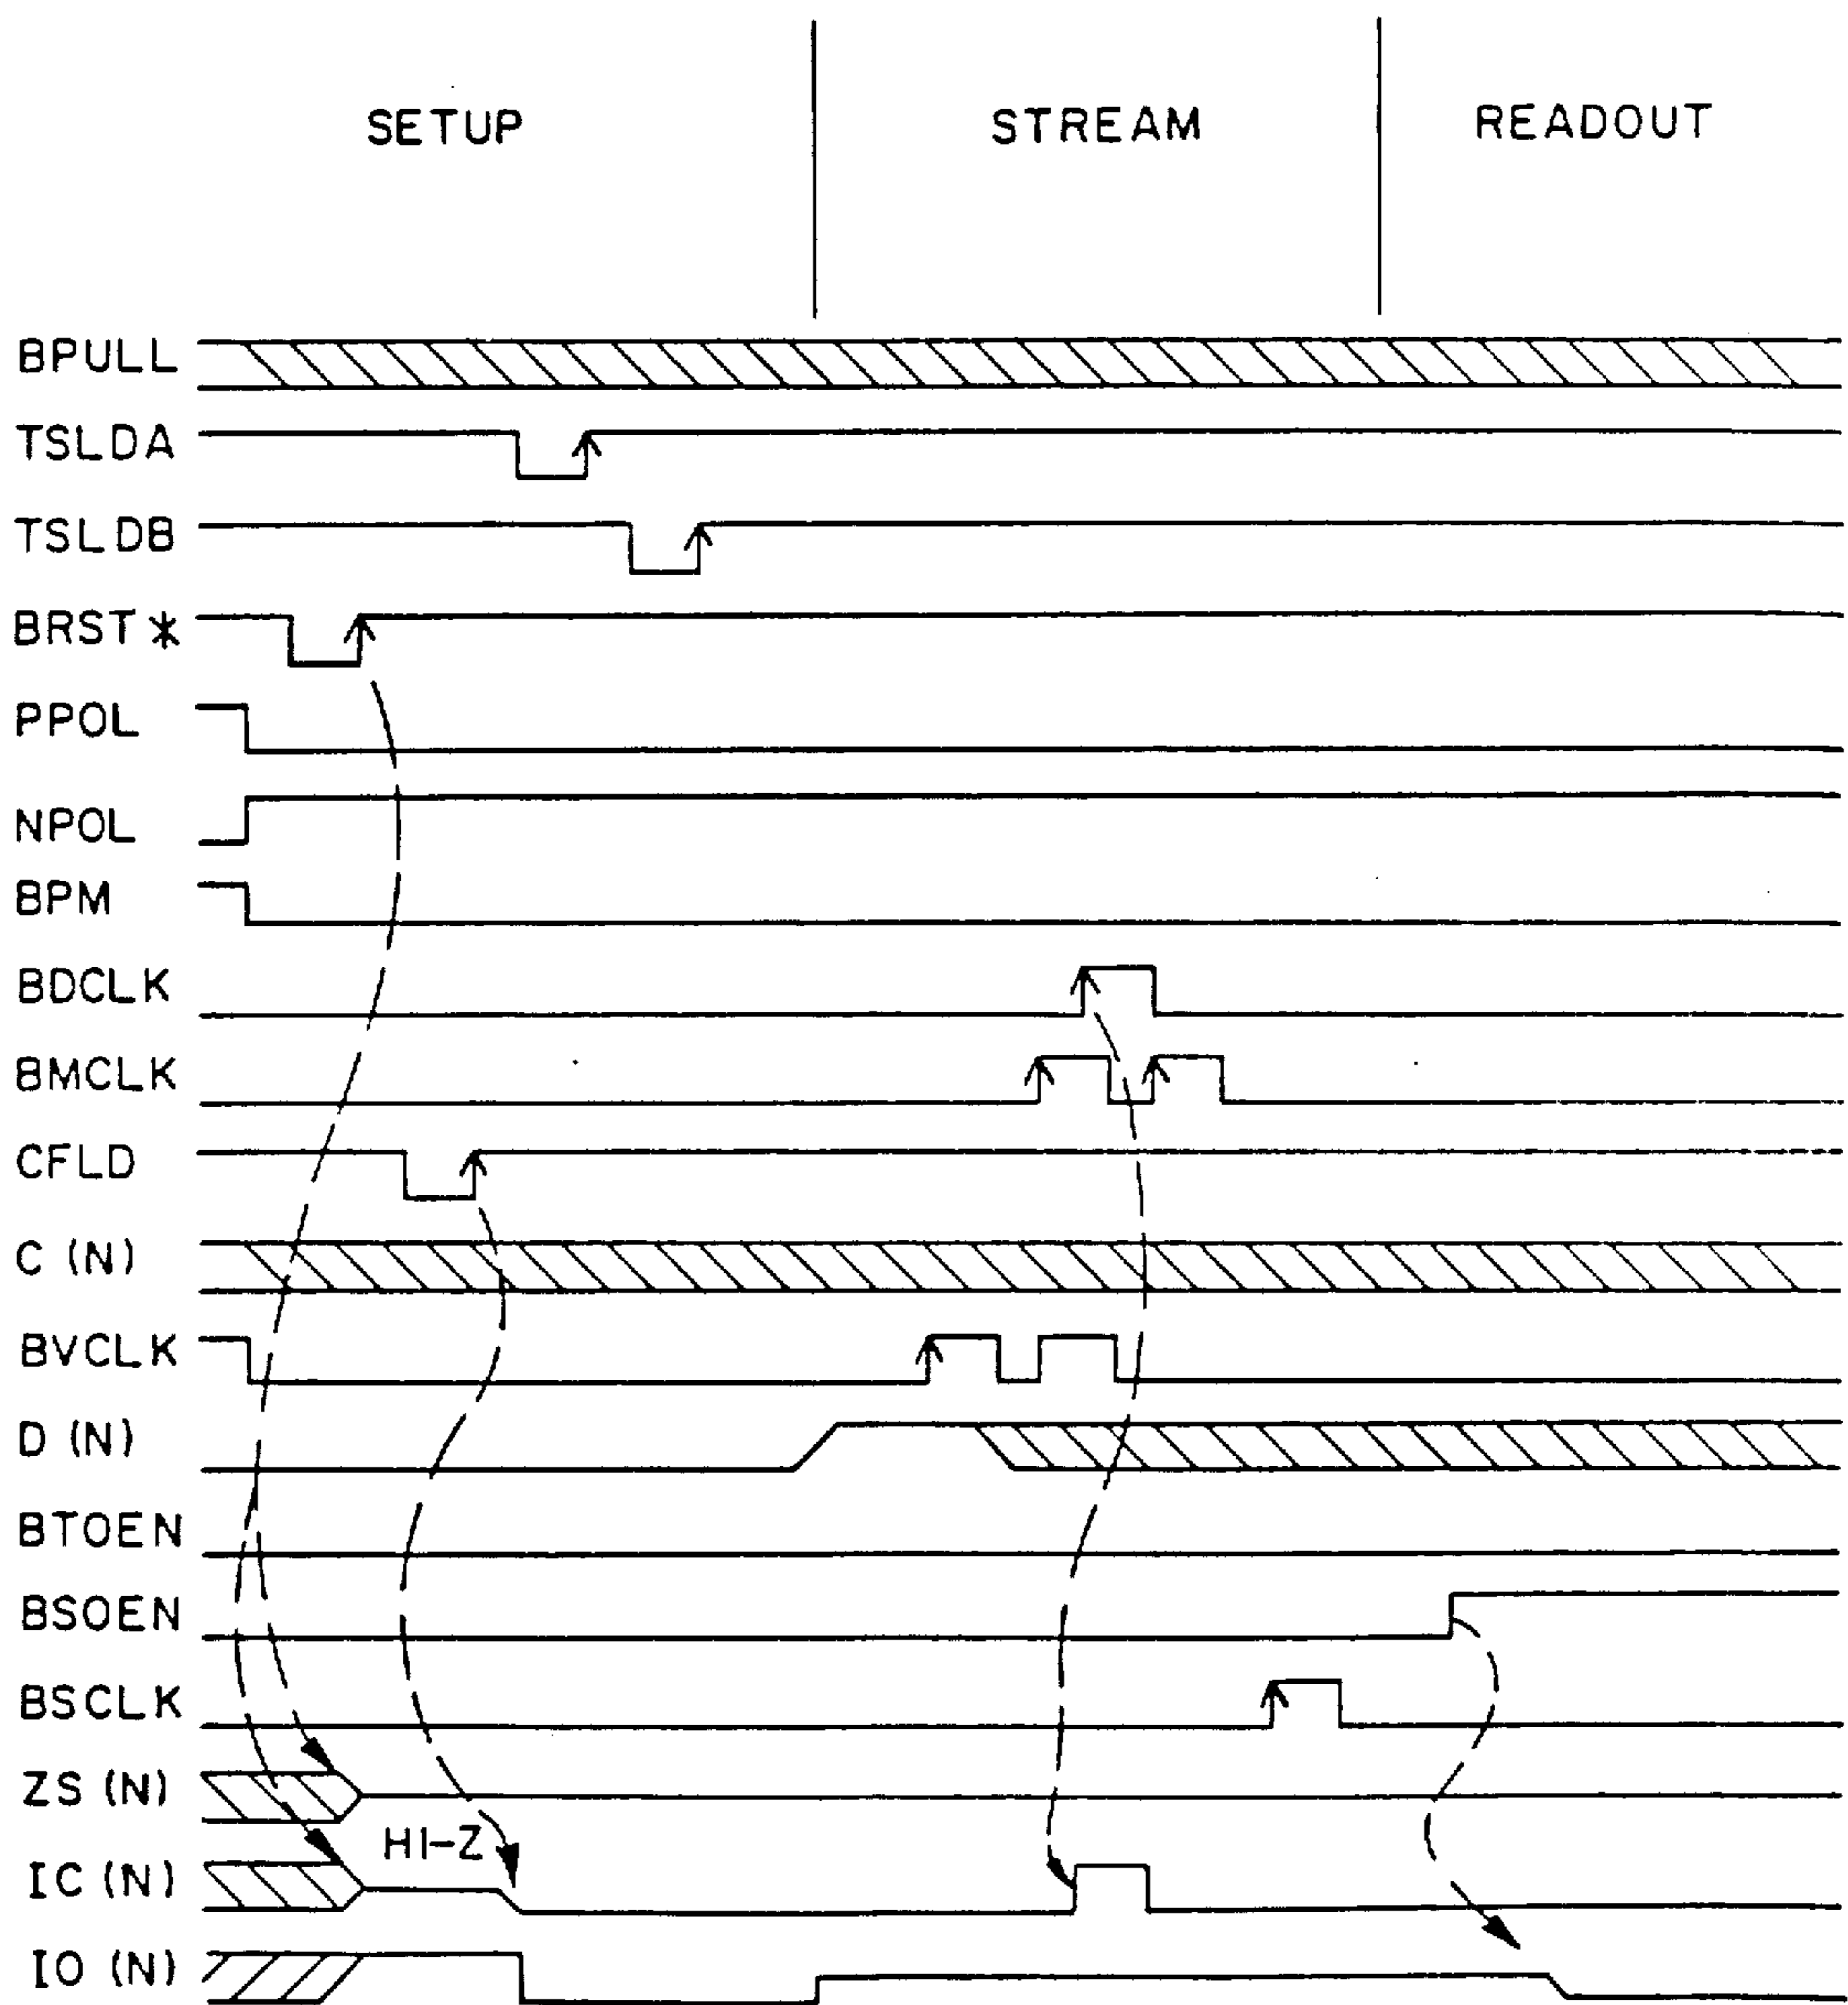 SETUP STREAM READOUT
BPULL
TSLDA
TSLDB
BRST*
PPOL
NPOL
BPM
BDCLK
BMCLK
CFLD
C (N)
BVCLK
D (N)
BTOEN
BSOEN
BSCLK
ZS (N)
HI-Z
IC (N)
IO (N)